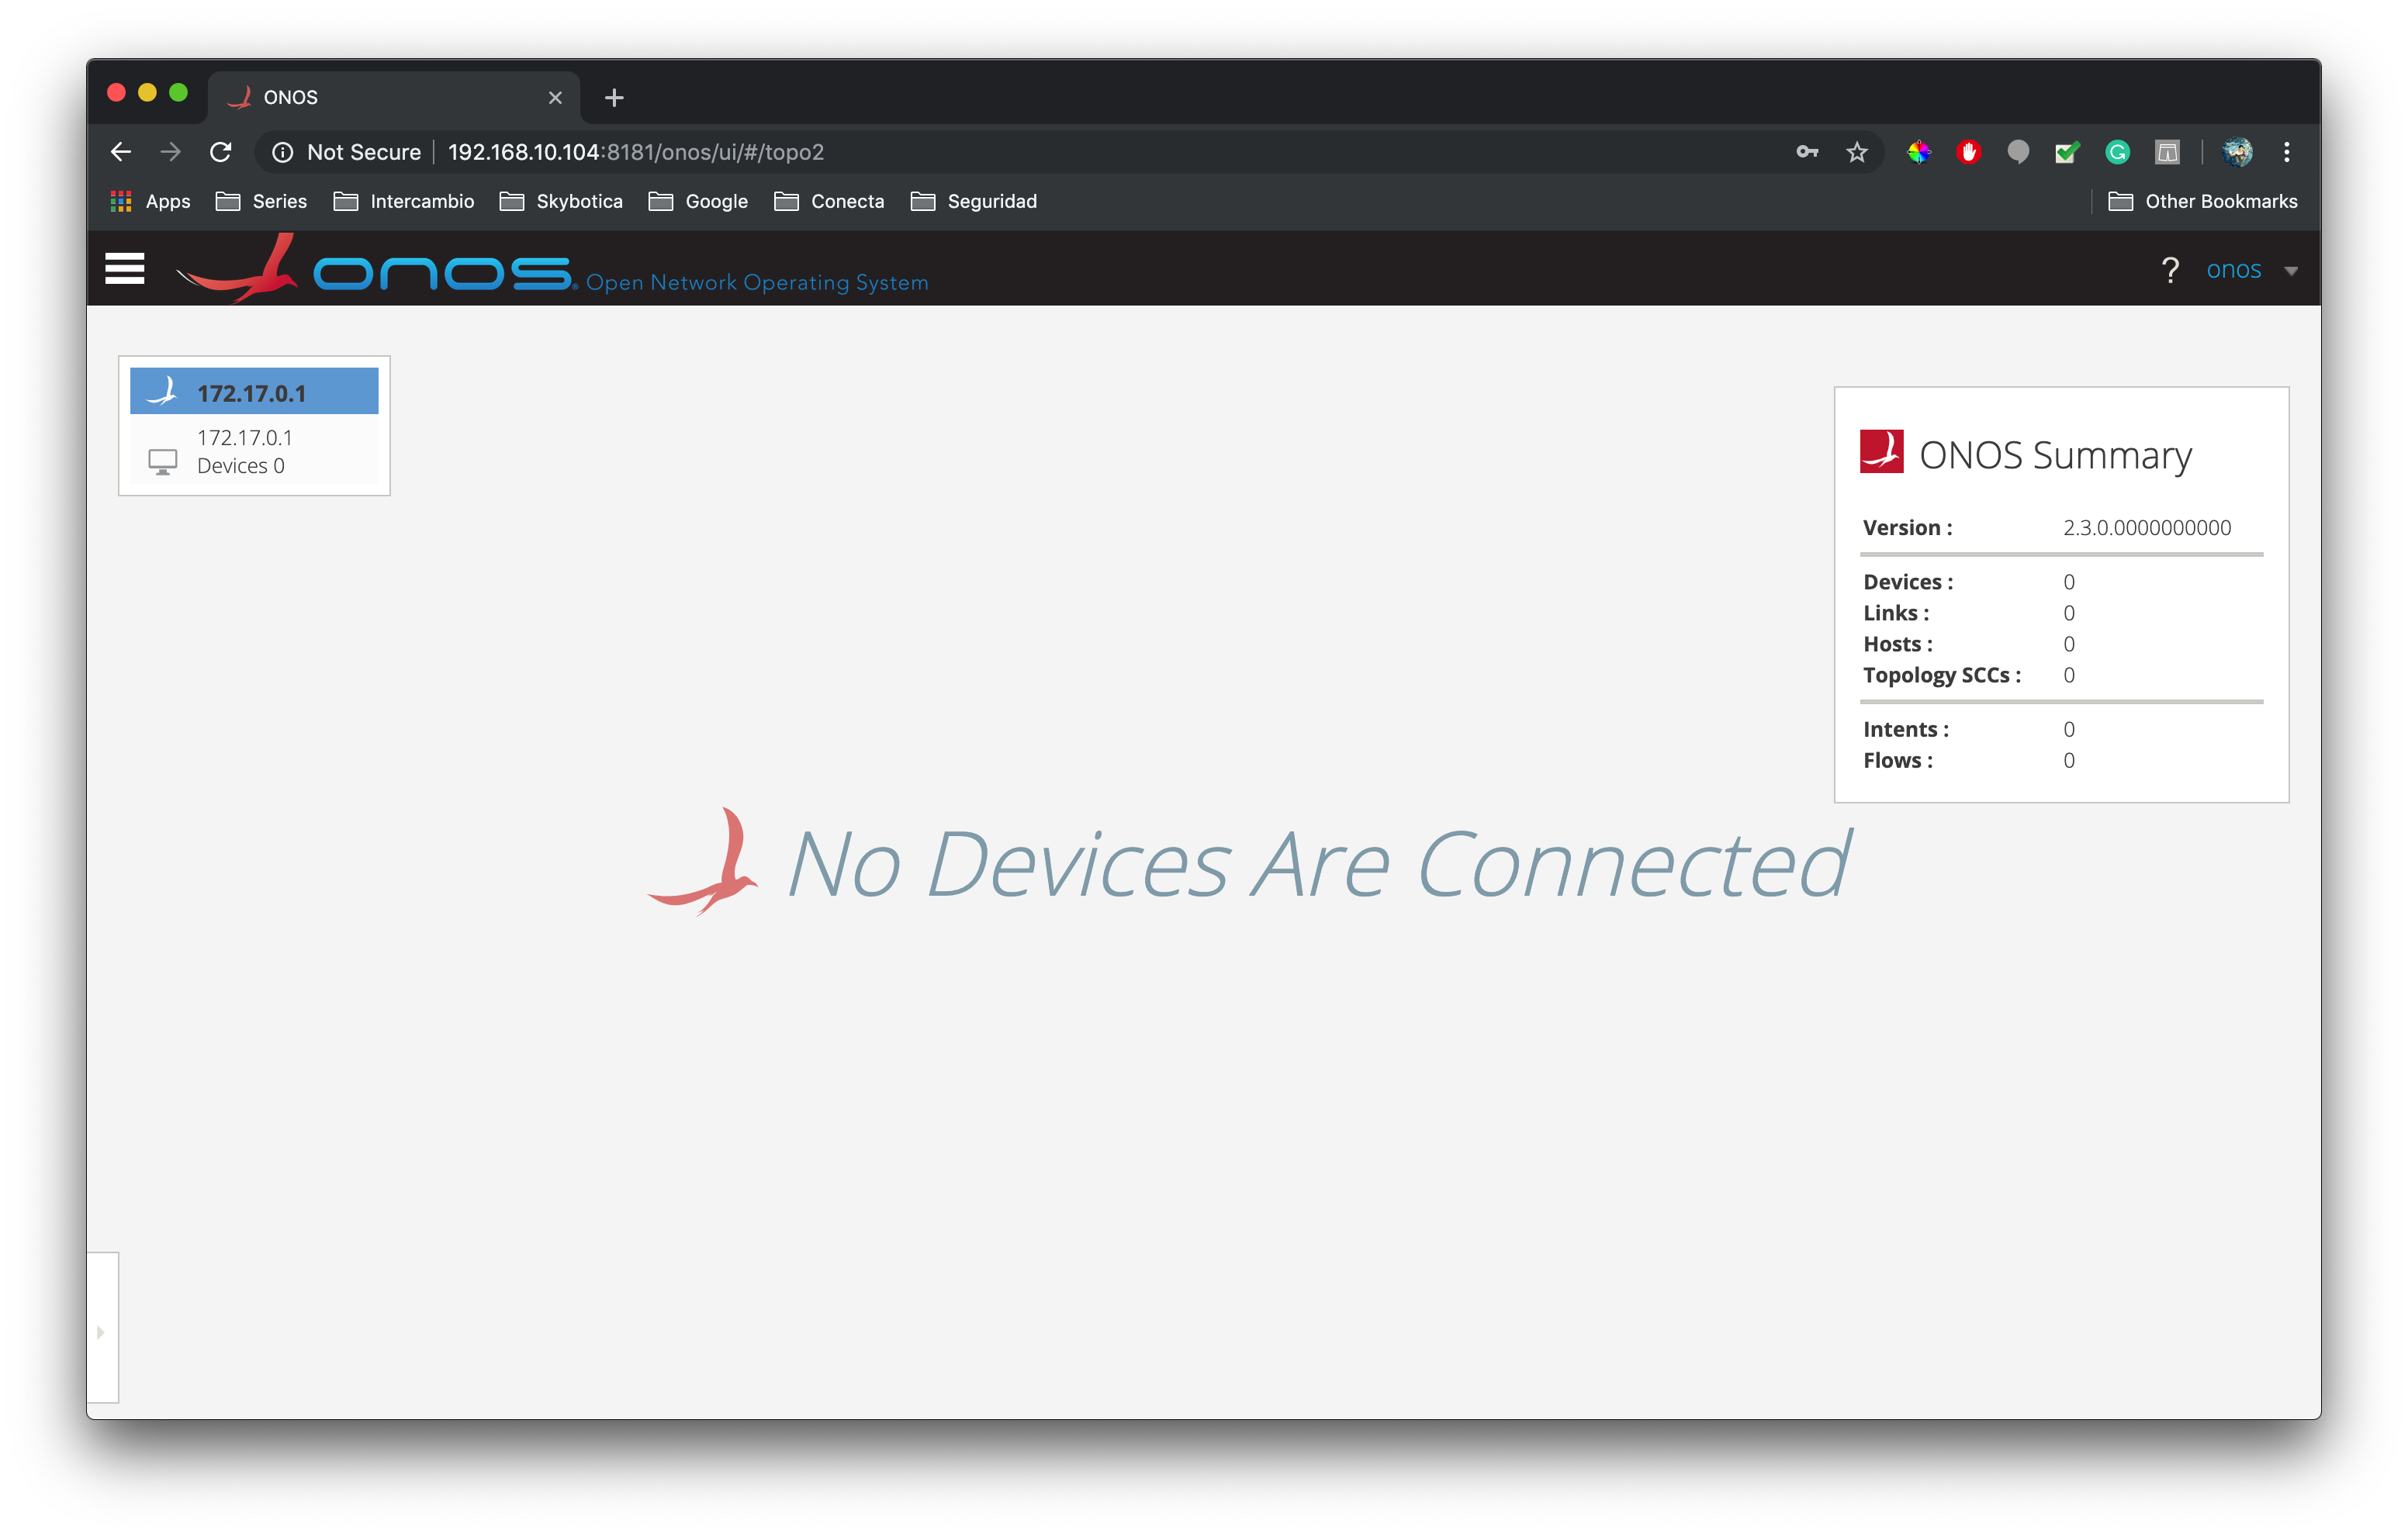 ONOS
Not Secure 192.168.10.104:8181/onos/ui/#/topo2
Apps Series Intercambio Skybotica Google Conecta Seguridad Other Bookmarks
onos Open Network Operating System ? onos
172.17.0.1
172.17.0.1
Devices 0
ONOS Summary
Version : 2.3.0.0000000000
Devices : 0
Links : 0
Hosts : 0
Topology SCCs : 0
Intents : 0
Flows : 0
No Devices Are Connected